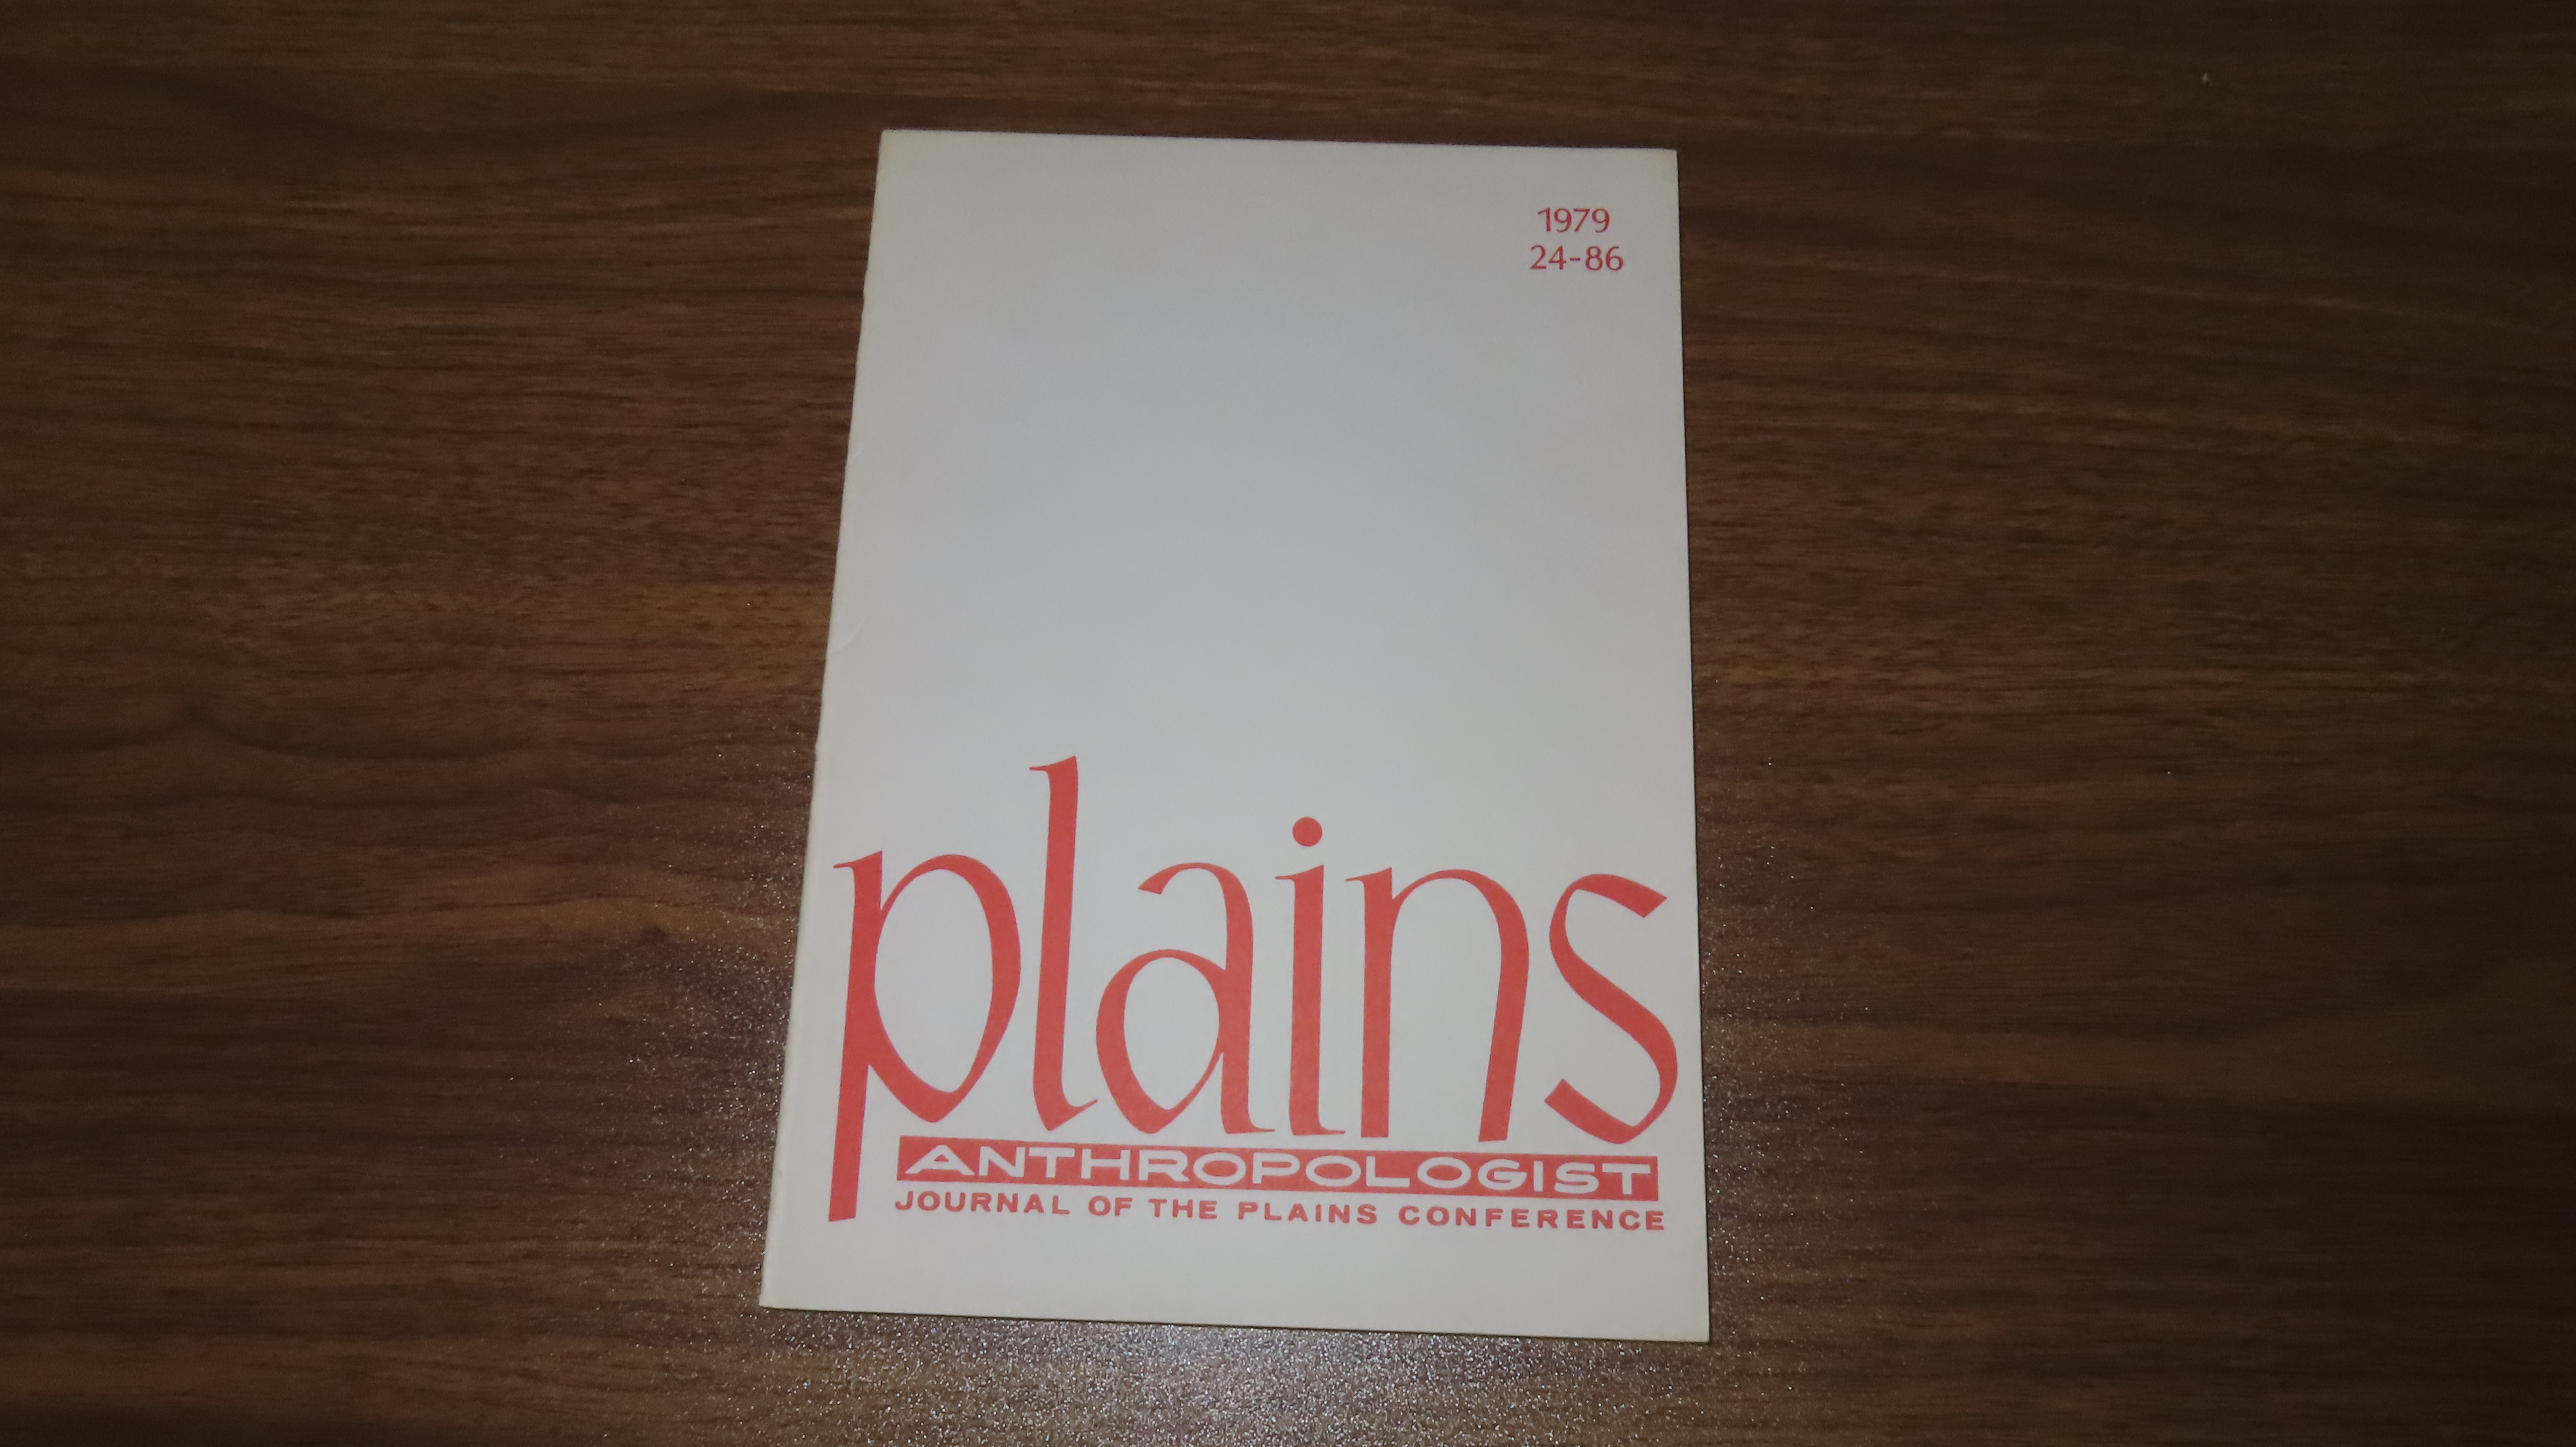 1979
24-86
plains
ANTHROPOLOGIST
JOURNAL OF THE PLAINS CONFERENCE